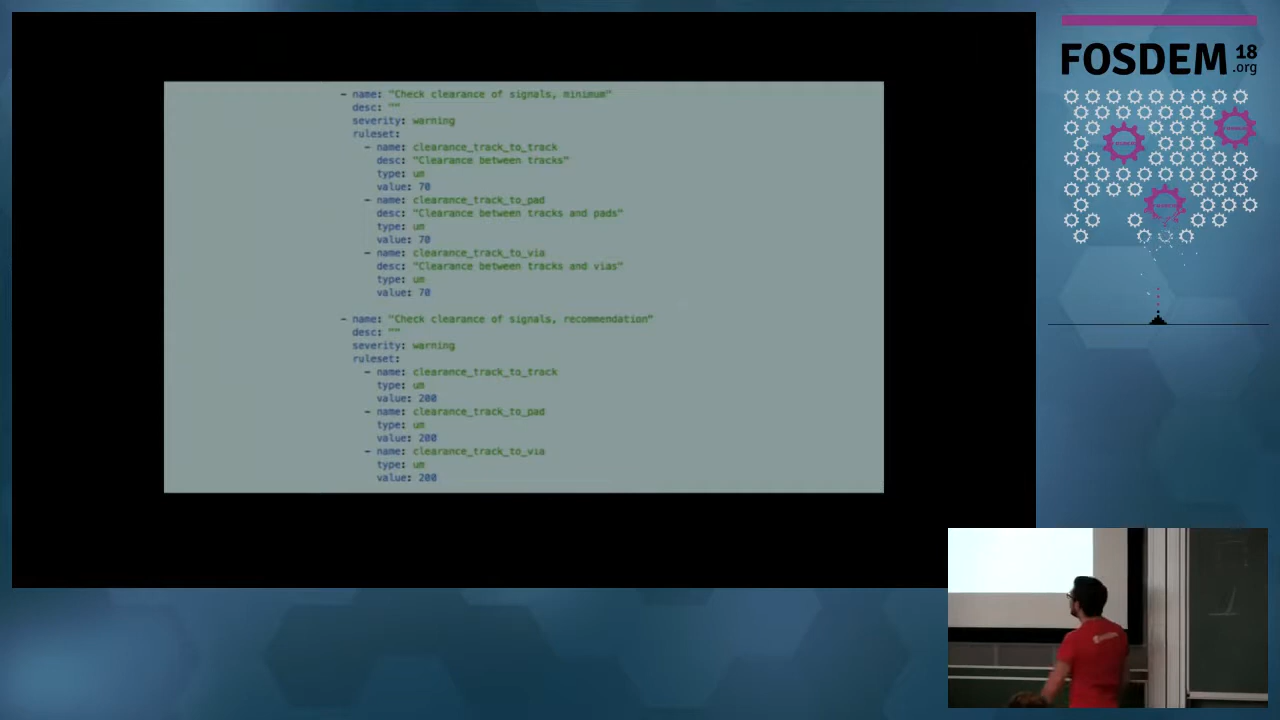 - name: "Check clearance of signals, minimum"
desc: ""
severity: warning
ruleset:
- name: clearance_track_to_track
desc: "Clearance between tracks"
type: um
value: 70
- name: clearance_track_to_pad
desc: "Clearance between tracks and pads"
type: um
value: 70
- name: clearance_track_to_via
desc: "Clearance between tracks and vias"
type: um
value: 70
- name: "Check clearance of signals, recommendation"
desc: ""
severity: warning
ruleset:
- name: clearance_track_to_track
type: um
value: 200
- name: clearance_track_to_pad
type: um
value: 200
- name: clearance_track_to_via
type: um
value: 200
FOSDEM 18
.org